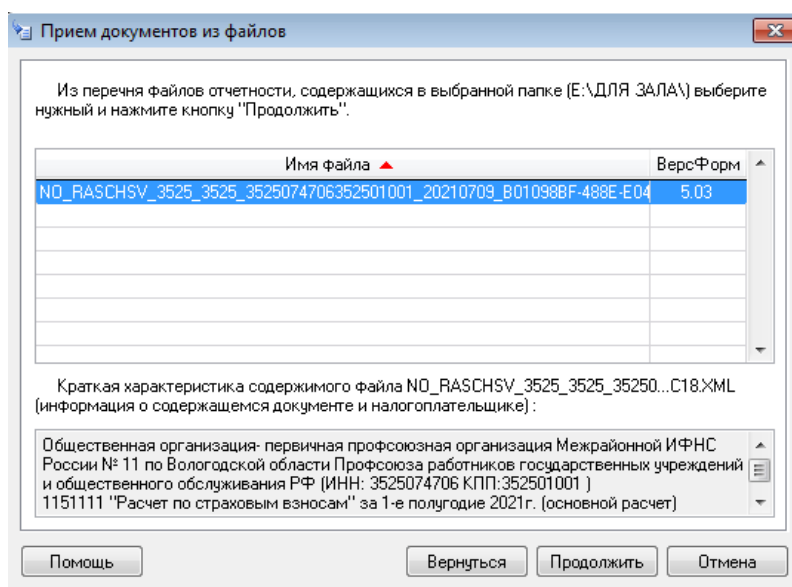 Прием документов из файлов
Из перечня файлов отчетности, содержащихся в выбранной папке (E:\ДЛЯ ЗАЛА\) выберите
нужный и нажмите кнопку "Продолжить".
Имя файла ВерсФорм
NO_RASCHSV_3525_3525_3525074706352501001_20210709_B01098BF-488E-E04 5.03
Краткая характеристика содержимого файла NO_RASCHSV_3525_3525_35250...C18.XML
(информация о содержащемся документе и налогоплательщике) :
Общественная организация- первичная профсоюзная организация Межрайонной ИФНС
России № 11 по Вологодской области Профсоюза работников государственных учреждений
и общественного обслуживания РФ (ИНН: 3525074706 КПП:352501001 )
1151111 "Расчет по страховым взносам" за 1-е полугодие 2021г. (основной расчет)
Помощь Вернуться Продолжить Отмена